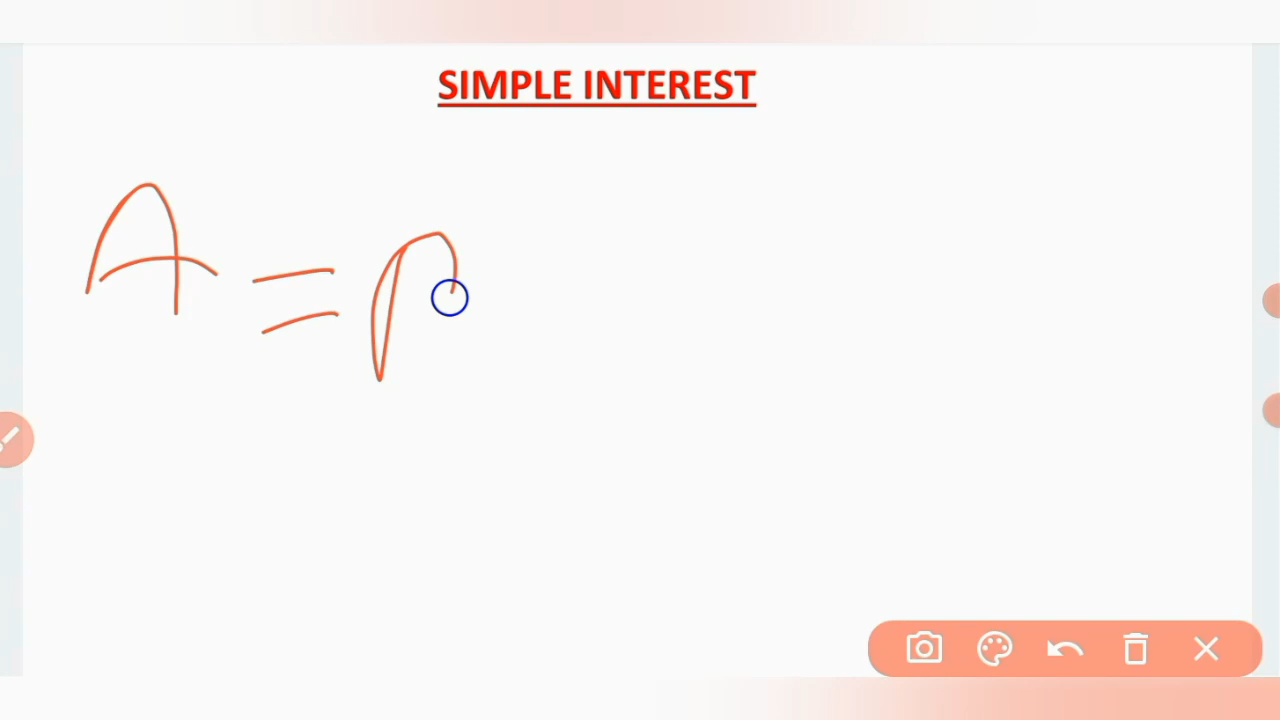 SIMPLE INTEREST
A = p